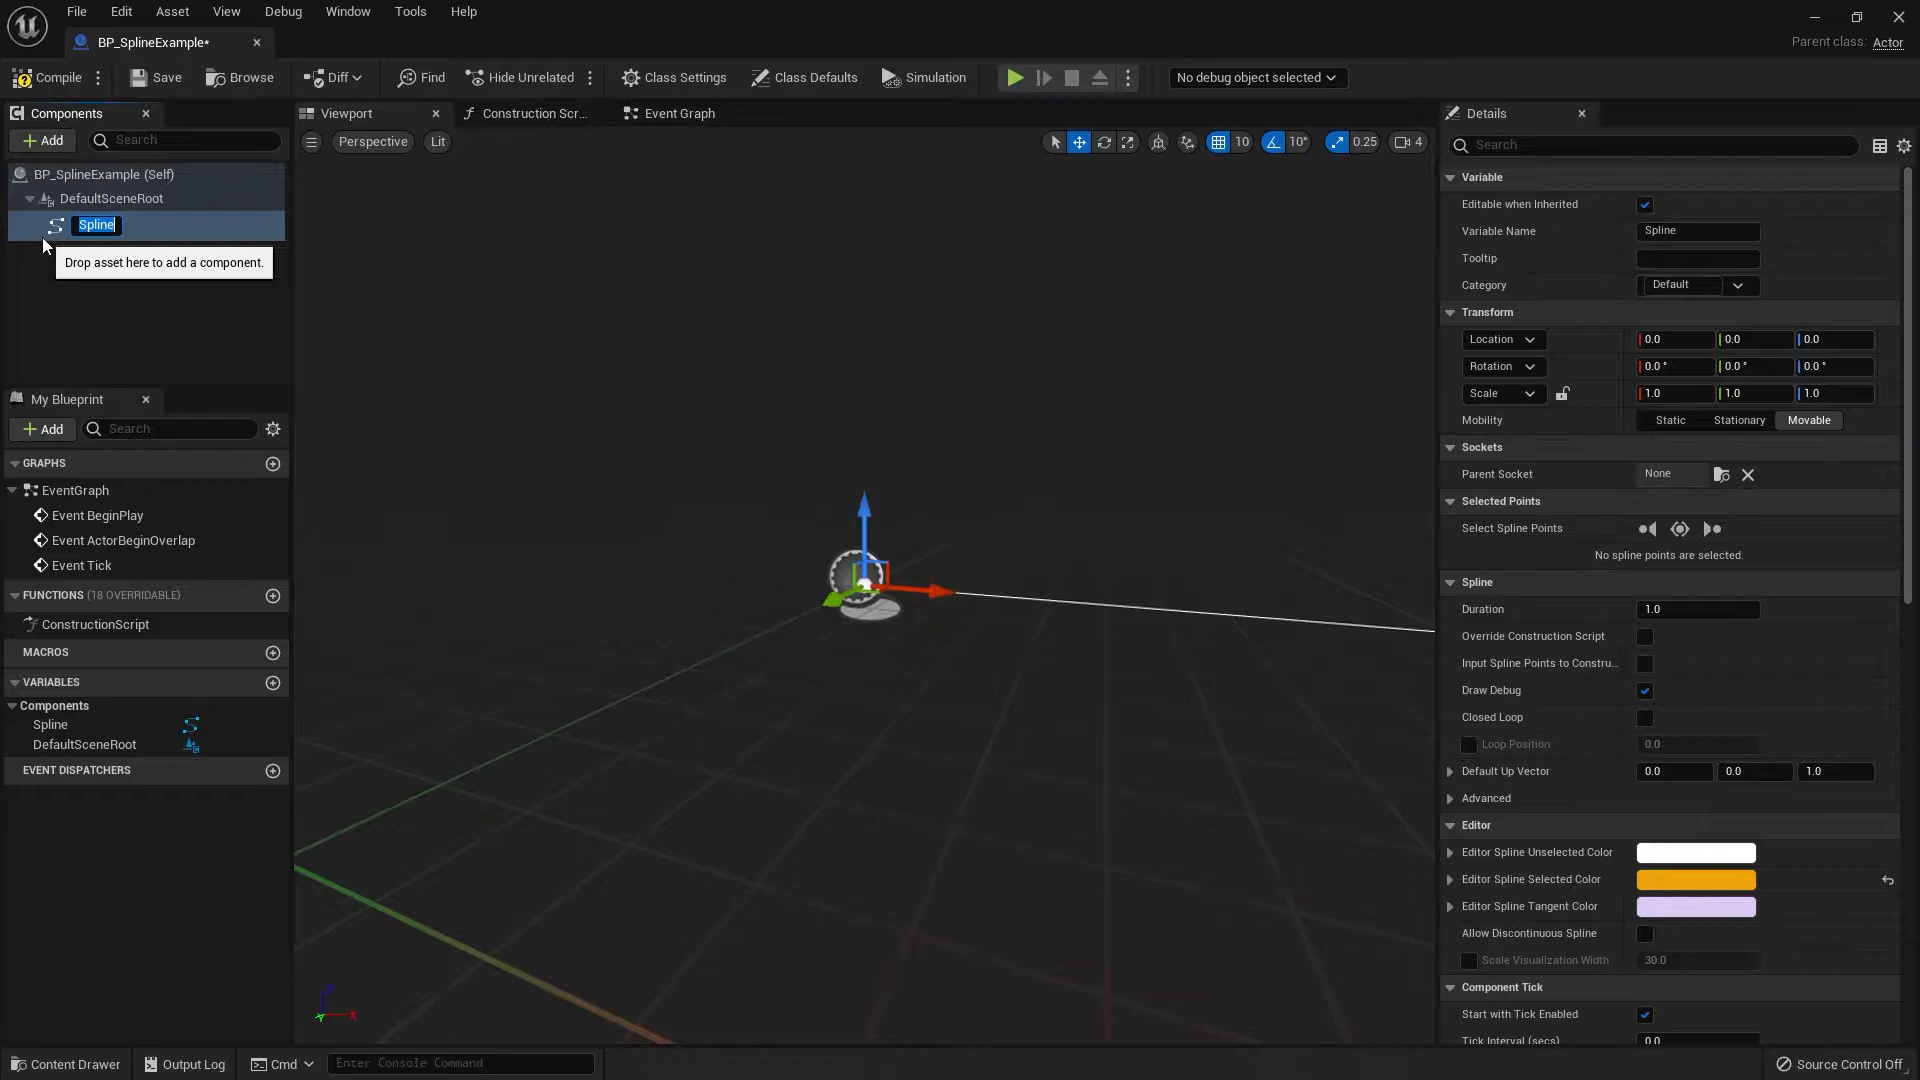 File Edit Asset View Debug Window Tools Help
BP_SplineExample*
Parent class: Actor
Compile Save Browse Diff Find Hide Unrelated Class Settings Class Defaults Simulation No debug object selected
Components
Add Search
BP_SplineExample (Self)
DefaultSceneRoot
Spline
Drop asset here to add a component.
My Blueprint
Add Search
GRAPHS
EventGraph
Event BeginPlay
Event ActorBeginOverlap
Event Tick
FUNCTIONS (18 OVERRIDABLE)
ConstructionScript
MACROS
VARIABLES
Components
Spline
DefaultSceneRoot
EVENT DISPATCHERS
Viewport Construction Scr... Event Graph
Perspective Lit 10 10° 0.25 4
Z
Y X
Details
Search
Variable
Editable when Inherited
Variable Name Spline
Tooltip
Category Default
Transform
Location 0.0 0.0 0.0
Rotation 0.0 ° 0.0 ° 0.0 °
Scale 1.0 1.0 1.0
Mobility Static Stationary Movable
Sockets
Parent Socket None
Selected Points
Select Spline Points
No spline points are selected.
Spline
Duration 1.0
Override Construction Script
Input Spline Points to Constru...
Draw Debug
Closed Loop
Loop Position 0.0
Default Up Vector 0.0 0.0 1.0
Advanced
Editor
Editor Spline Unselected Color
Editor Spline Selected Color
Editor Spline Tangent Color
Allow Discontinuous Spline
Scale Visualization Width 30.0
Component Tick
Start with Tick Enabled
Tick Interval (secs) 0.0
Content Drawer Output Log Cmd Enter Console Command Source Control Off